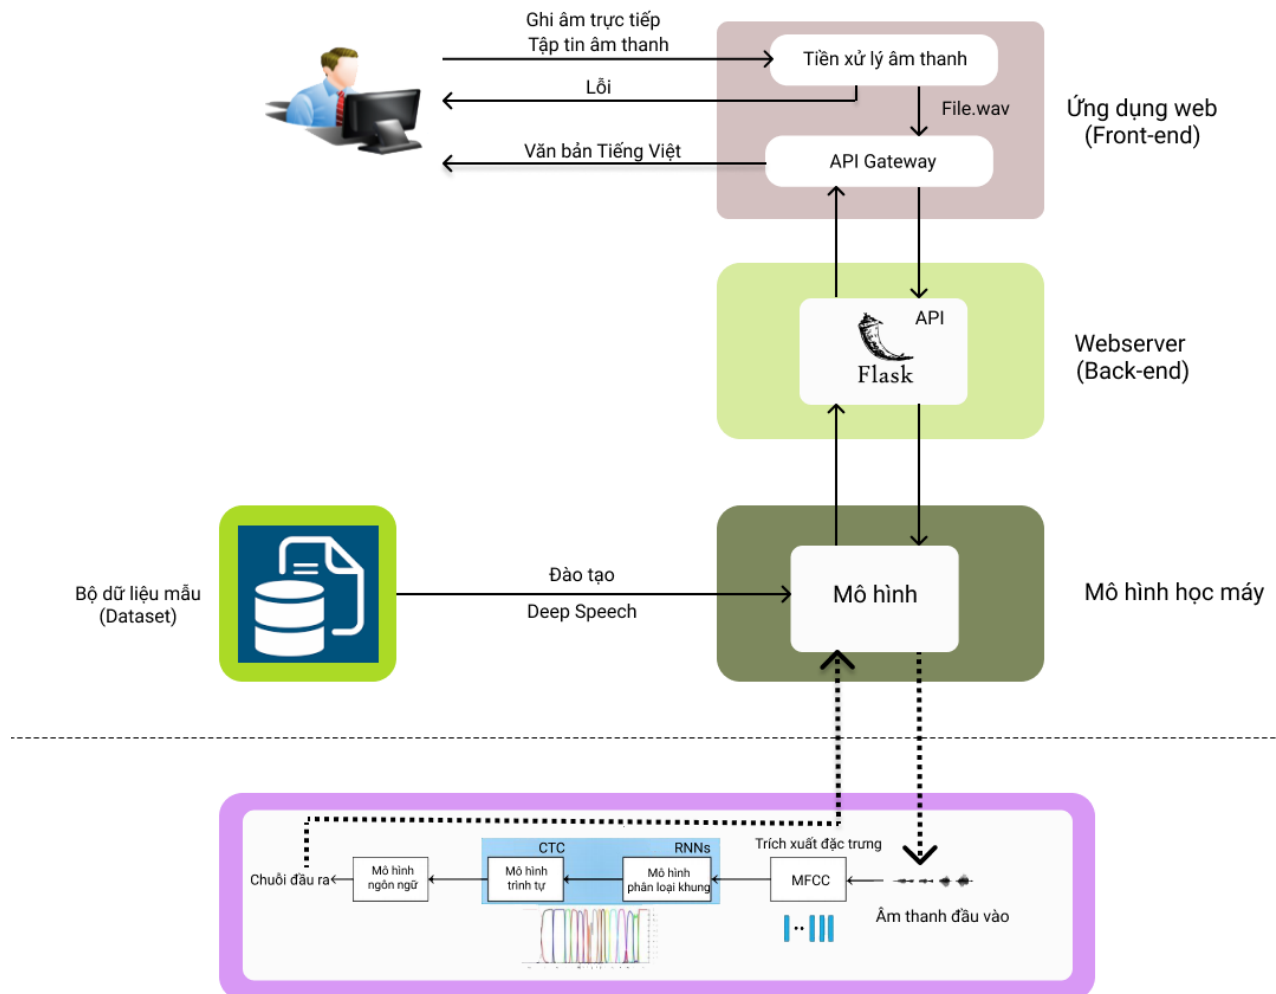 Ghi âm trực tiếp
Tập tin âm thanh
Tiền xử lý âm thanh
Lỗi
File.wav
Ứng dụng web
(Front-end)
Văn bản Tiếng Việt
API Gateway
API
Flask
Webserver
(Back-end)
Bộ dữ liệu mẫu
(Dataset)
Đào tạo
Deep Speech
Mô hình
Mô hình học máy
CTC
RNNs
Trích xuất đặc trưng
Chuỗi đầu ra
Mô hình
ngôn ngữ
Mô hình
trình tự
Mô hình
phân loại khung
MFCC
Âm thanh đầu vào